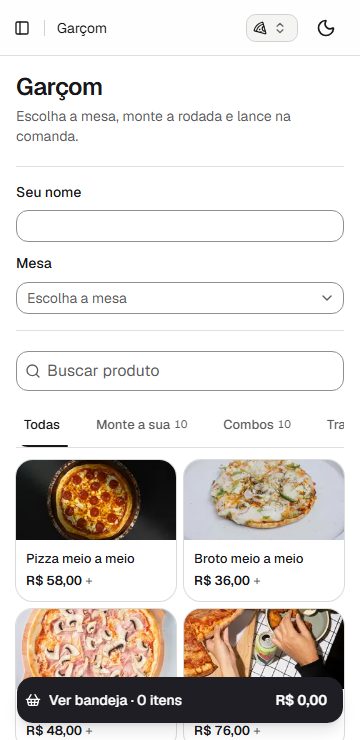 Garçom
Garçom
Escolha a mesa, monte a rodada e lance na
comanda.
Seu nome
Mesa
Escolha a mesa
Buscar produto
Todas
Monte a sua 10
Combos 10
Tra
Pizza meio a meio
R$ 58,00 +
Broto meio a meio
R$ 36,00 +
Ver bandeja · 0 itens
R$ 0,00
R$ 48,00 +
R$ 76,00 +